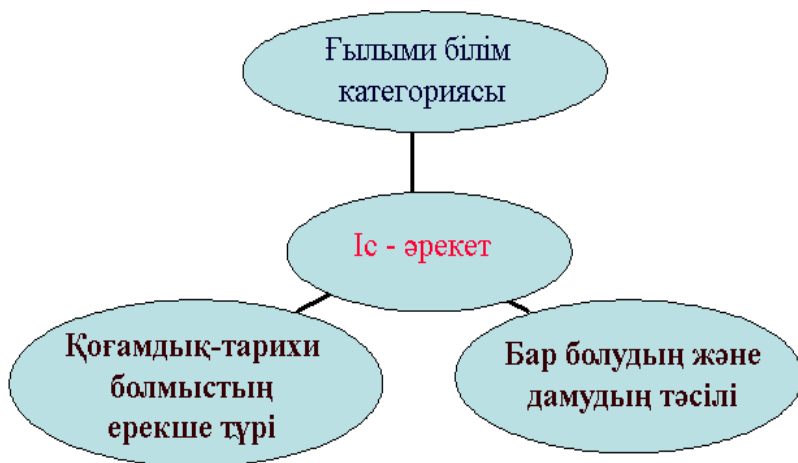 Ғылыми білім
категориясы
Іс - әрекет
Қоғамдық-тарихи
болмыстың
ерекше түрі
Бар болудың және
дамудың тәсілі